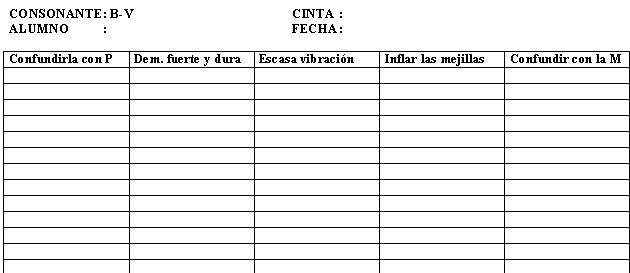 CONSONANTE: B-V CINTA :
ALUMNO : FECHA:
Confundirla con P Dem. fuerte y dura Escasa vibración Inflar las mejillas Confundir con la M